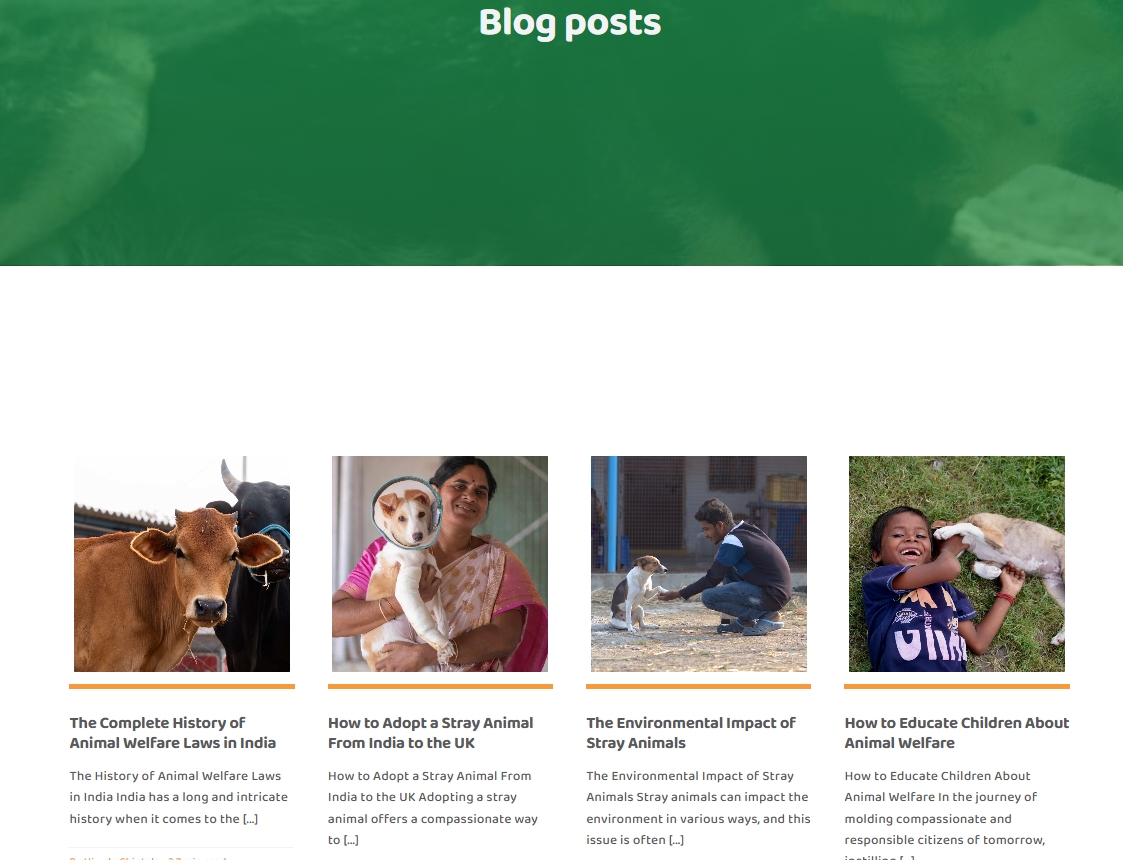 Blog posts
The Complete History of
Animal Welfare Laws in India
The History of Animal Welfare Laws
in India India has a long and intricate
history when it comes to the [...]
How to Adopt a Stray Animal
From India to the UK
How to Adopt a Stray Animal From
India to the UK Adopting a stray
animal offers a compassionate way
to [...]
The Environmental Impact of
Stray Animals
The Environmental Impact of Stray
Animals Stray animals can impact the
environment in various ways, and this
issue is often [...]
How to Educate Children About
Animal Welfare
How to Educate Children About
Animal Welfare In the journey of
molding compassionate and
responsible citizens of tomorrow,
instilling [...]